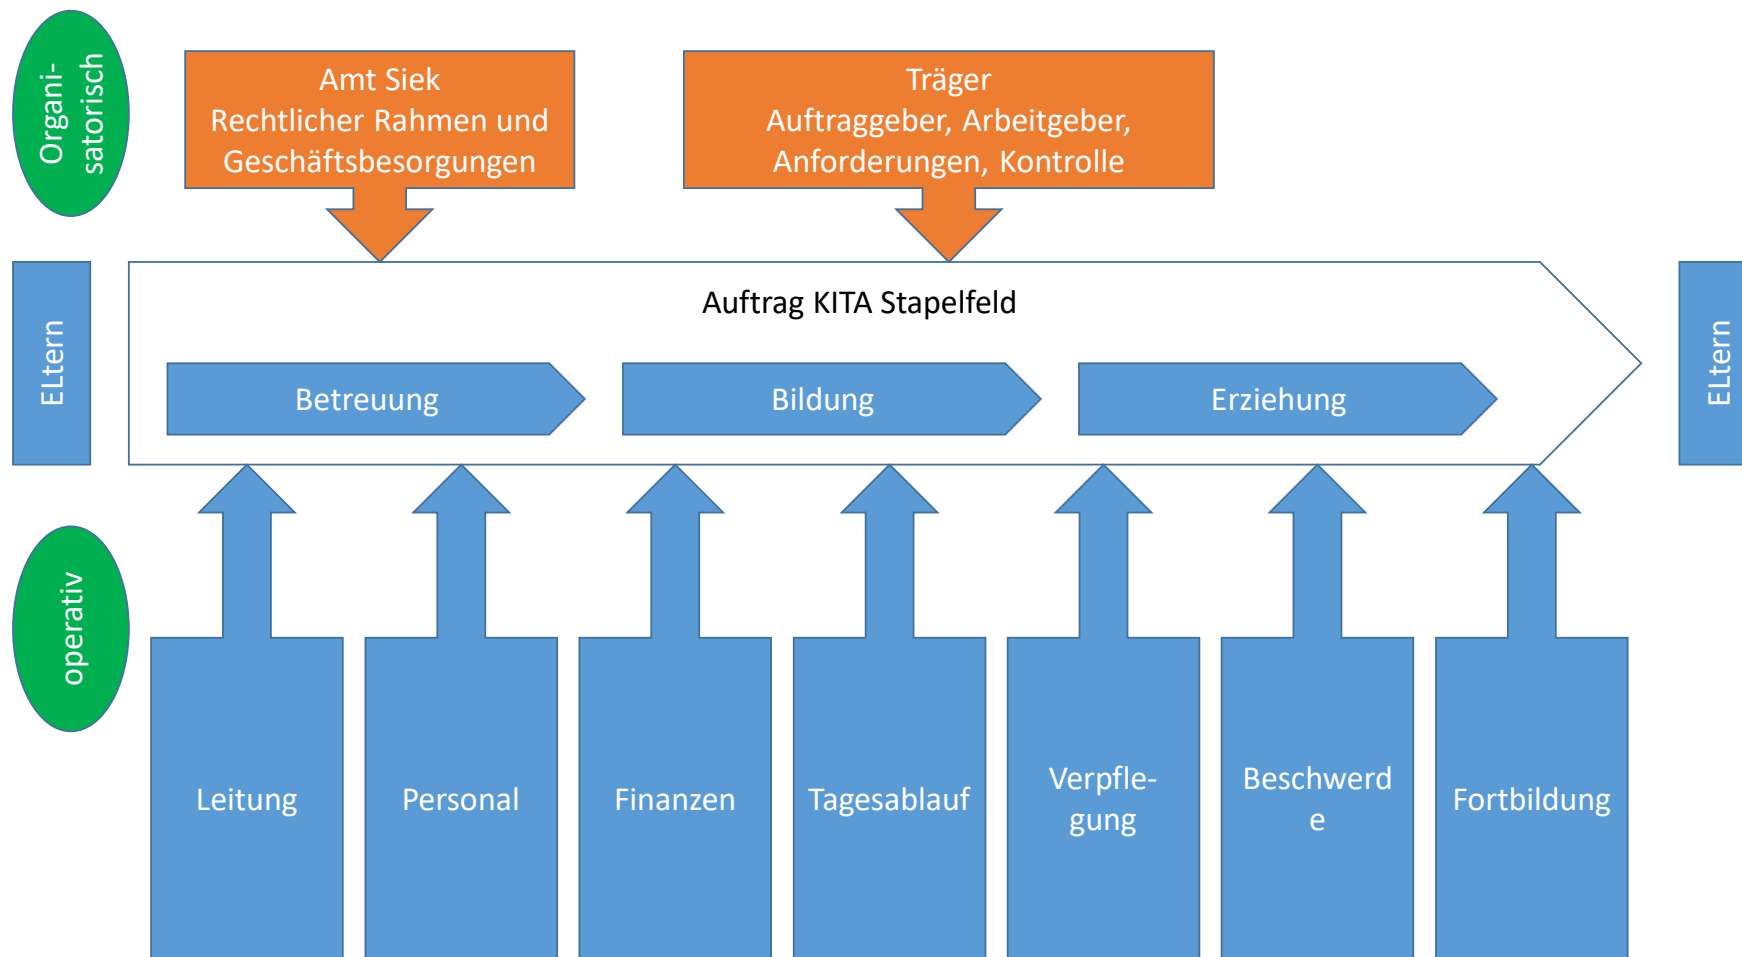 Organi-
satorisch
Amt Siek
Rechtlicher Rahmen und
Geschäftsbesorgungen
Träger
Auftraggeber, Arbeitgeber,
Anforderungen, Kontrolle
ELtern
Auftrag KITA Stapelfeld
Betreuung
Bildung
Erziehung
ELtern
operativ
Leitung
Personal
Finanzen
Tagesablauf
Verpfle-
gung
Beschwerd
e
Fortbildung